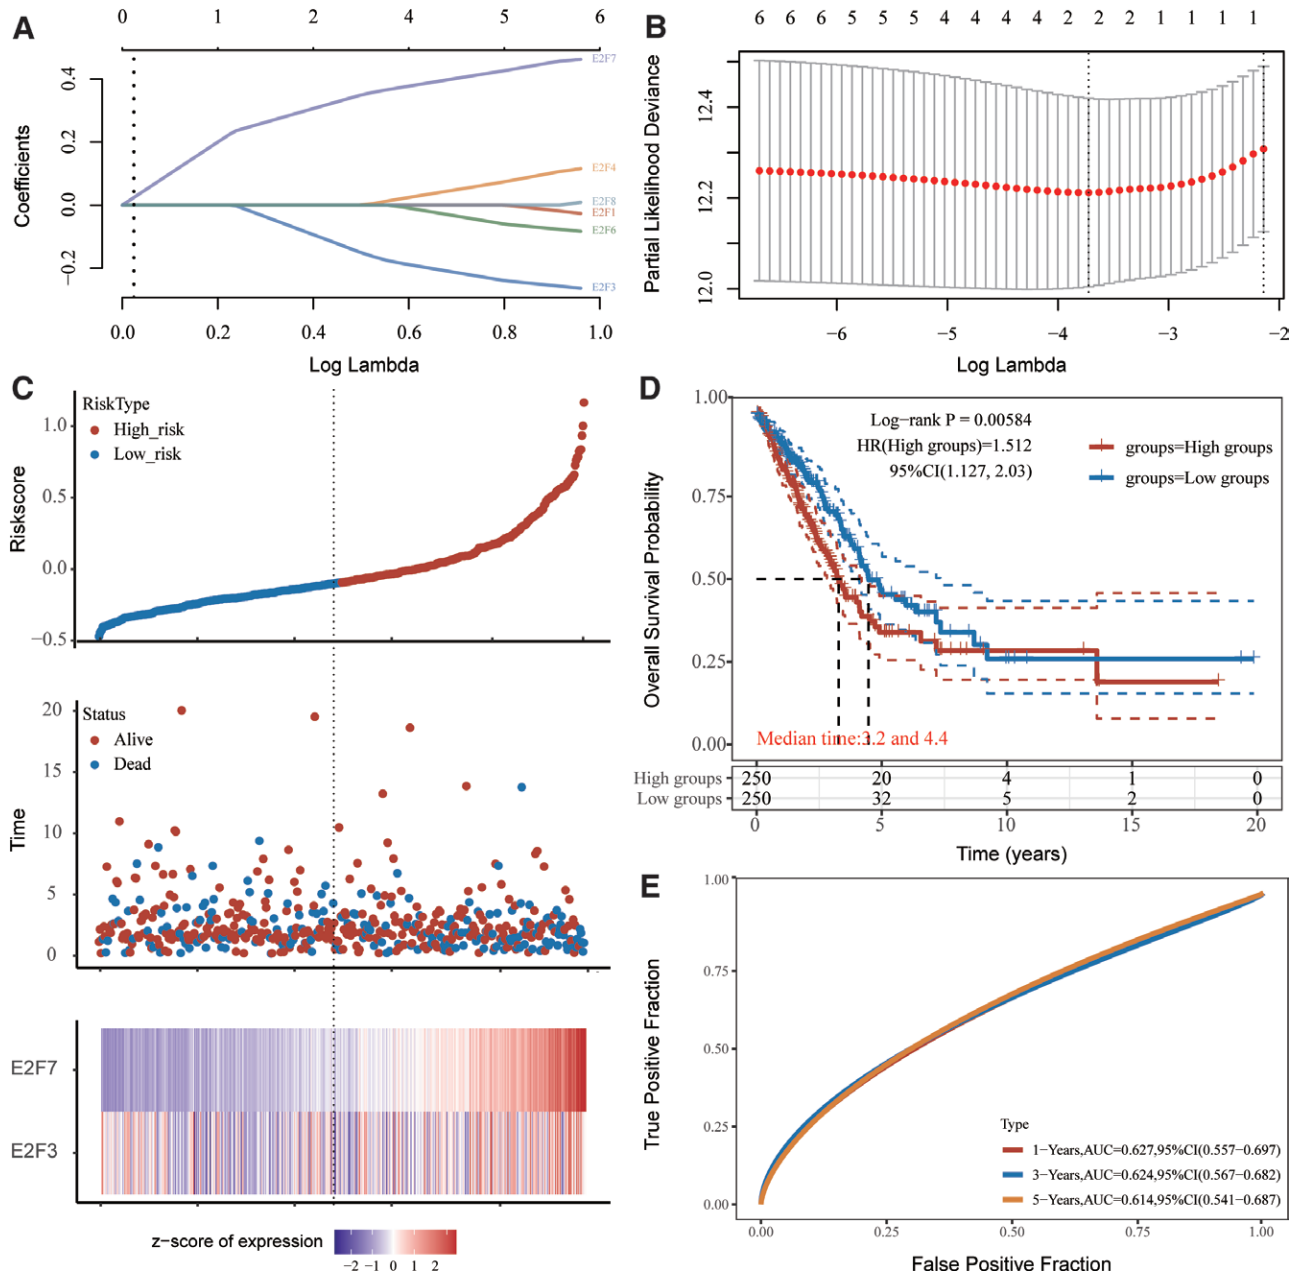 A
0 1 2 4 5 6
Coefficients
0.4
0.2
0.0
−0.2
E2F7
E2F4
E2F8
E2F1
E2F6
E2F3
0.0 0.2 0.4 0.6 0.8 1.0
Log Lambda
B
6 6 6 5 5 5 4 4 4 4 2 2 2 1 1 1 1
Partial Likelihood Deviance
12.4
12.2
12.0
−6 −5 −4 −3 −2
Log Lambda
C
RiskType
High_risk
Low_risk
Riskscore
1.0
0.5
0.0
−0.5
Status
Alive
Dead
Time
20
15
10
5
0
E2F7
E2F3
z−score of expression
−2 −1 0 1 2
D
Overall Survival Probability
1.00
0.75
0.50
0.25
0.00
Log−rank P = 0.00584
HR(High groups)=1.512
95%CI(1.127, 2.03)
groups=High groups
groups=Low groups
Median time:3.2 and 4.4
High groups 250 20 4 1 0
Low groups 250 32 5 2 0
0 5 10 15 20
Time (years)
E
True Positive Fraction
1.00
0.75
0.50
0.25
0.00
Type
1−Years,AUC=0.627,95%CI(0.557−0.697)
3−Years,AUC=0.624,95%CI(0.567−0.682)
5−Years,AUC=0.614,95%CI(0.541−0.687)
0.00 0.25 0.50 0.75 1.00
False Positive Fraction